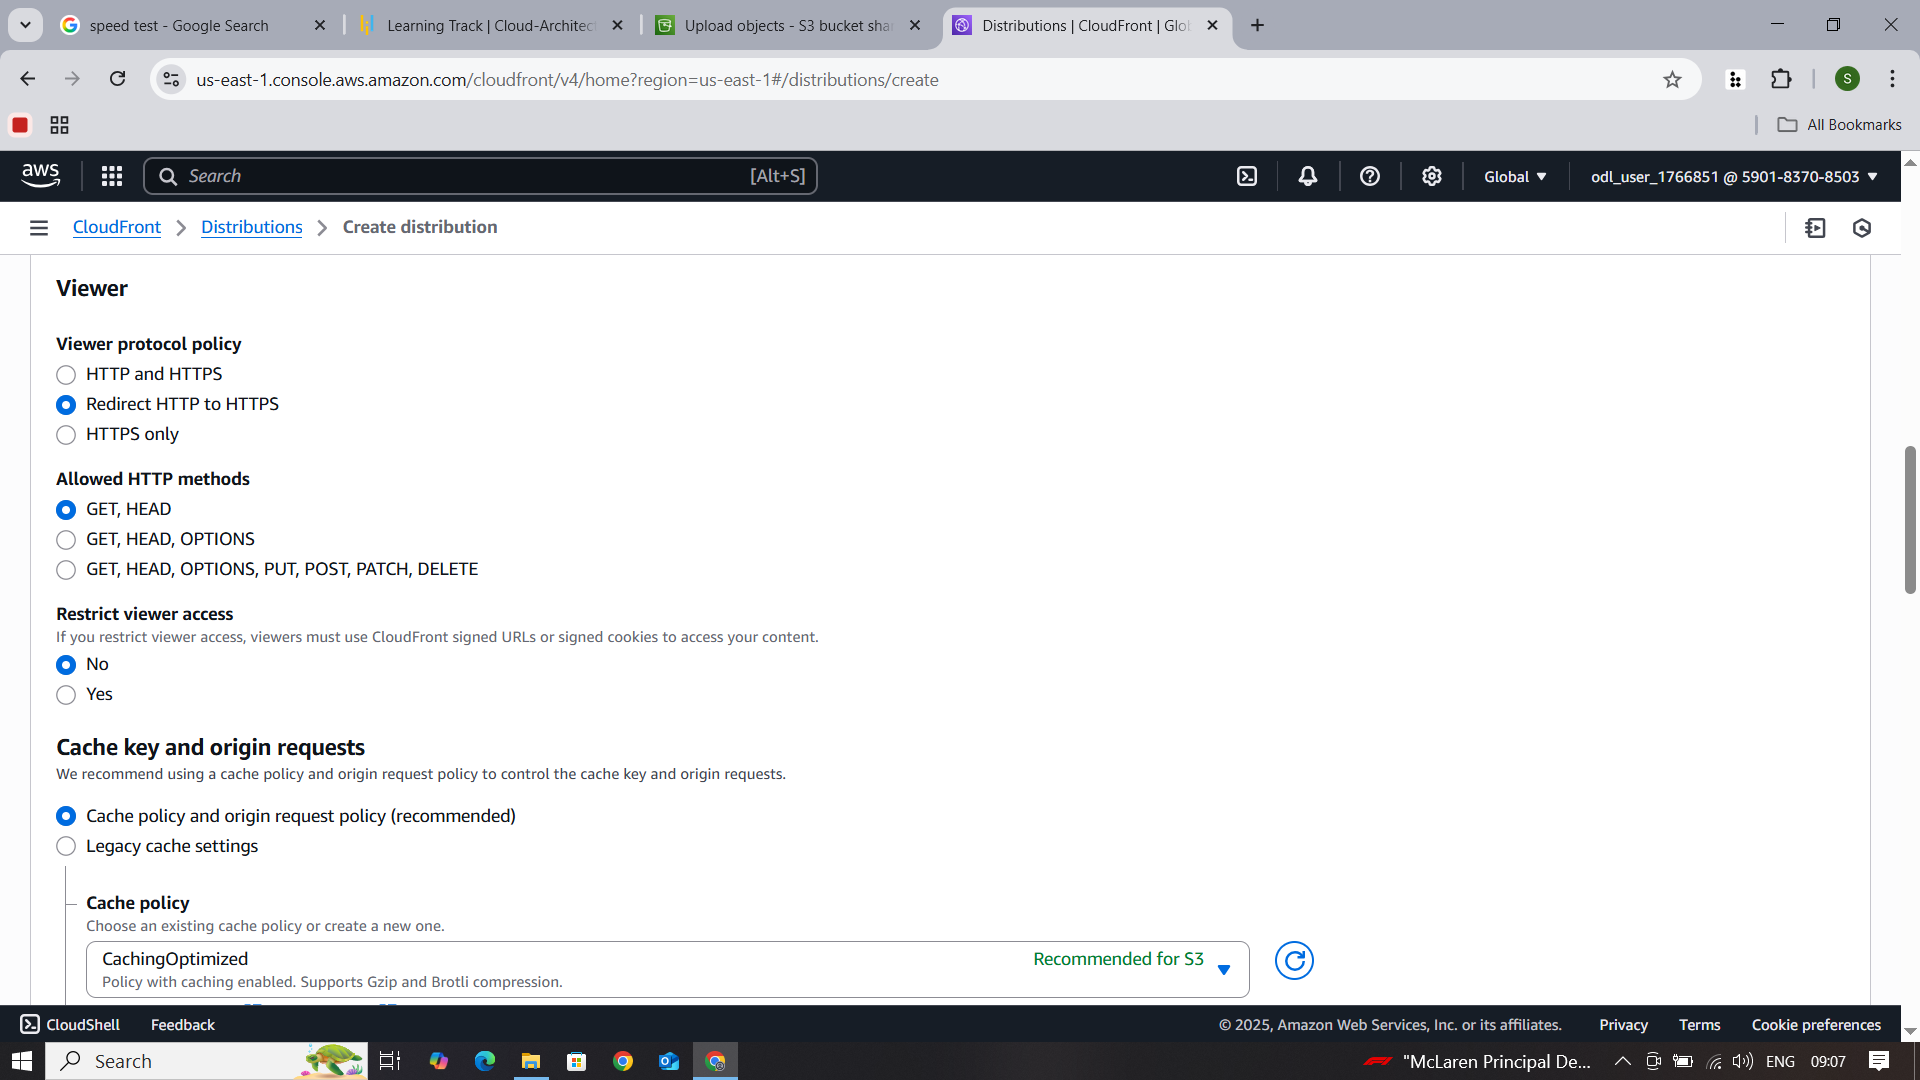 speed test - Google Search
Learning Track | Cloud-Architect
Upload objects - S3 bucket shar
Distributions | CloudFront | Glo
us-east-1.console.aws.amazon.com/cloudfront/v4/home?region=us-east-1#/distributions/create
S
All Bookmarks
aws
Search
[Alt+S]
Global
odl_user_1766851 @ 5901-8370-8503
CloudFront
Distributions
Create distribution
Viewer
Viewer protocol policy
HTTP and HTTPS
Redirect HTTP to HTTPS
HTTPS only
Allowed HTTP methods
GET, HEAD
GET, HEAD, OPTIONS
GET, HEAD, OPTIONS, PUT, POST, PATCH, DELETE
Restrict viewer access
If you restrict viewer access, viewers must use CloudFront signed URLs or signed cookies to access your content.
No
Yes
Cache key and origin requests
We recommend using a cache policy and origin request policy to control the cache key and origin requests.
Cache policy and origin request policy (recommended)
Legacy cache settings
Cache policy
Choose an existing cache policy or create a new one.
CachingOptimized
Recommended for S3
Policy with caching enabled. Supports Gzip and Brotli compression.
CloudShell
Feedback
© 2025, Amazon Web Services, Inc. or its affiliates.
Privacy
Terms
Cookie preferences
Search
"McLaren Principal De...
ENG
09:07